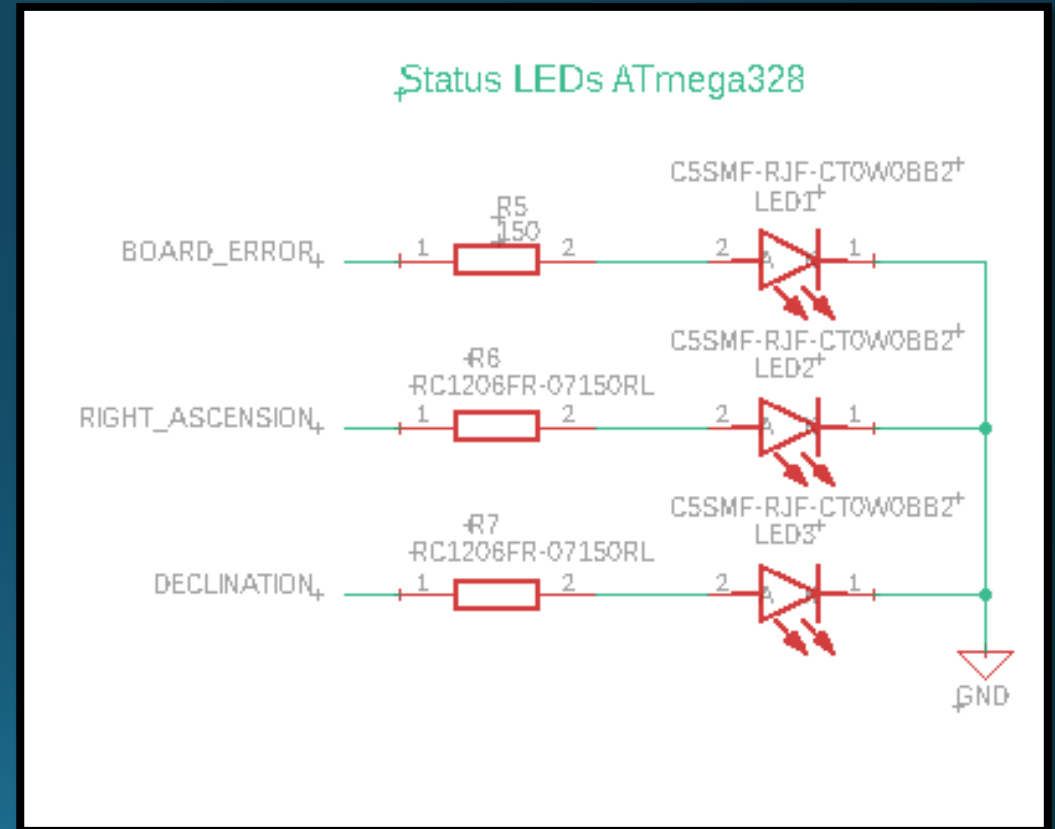 Status LEDs ATmega328
C5SMF-RJF-CT0W0BB2
LED1
R5
150
BOARD_ERROR
1
2
2
A
1
C5SMF-RJF-CT0W0BB2
LED2
R6
RC1206FR-07150RL
RIGHT_ASCENSION
1
2
2
A
1
C5SMF-RJF-CT0W0BB2
LED3
R7
RC1206FR-07150RL
DECLINATION
1
2
2
A
1
GND